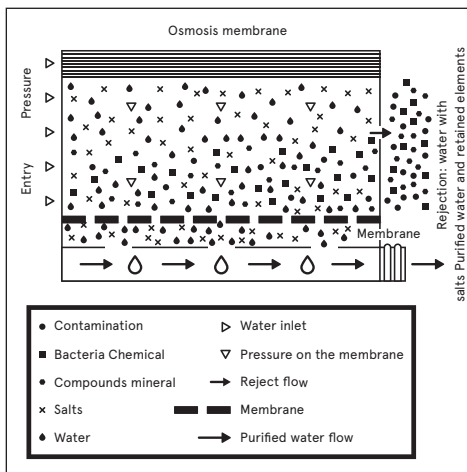 Osmosis membrane
Pressure
Entry
Rejection: water with
salts Purified water and retained elements
Membrane
Contamination
Water inlet
Bacteria Chemical
Pressure on the membrane
Compounds mineral
Reject flow
Salts
Membrane
Water
Purified water flow